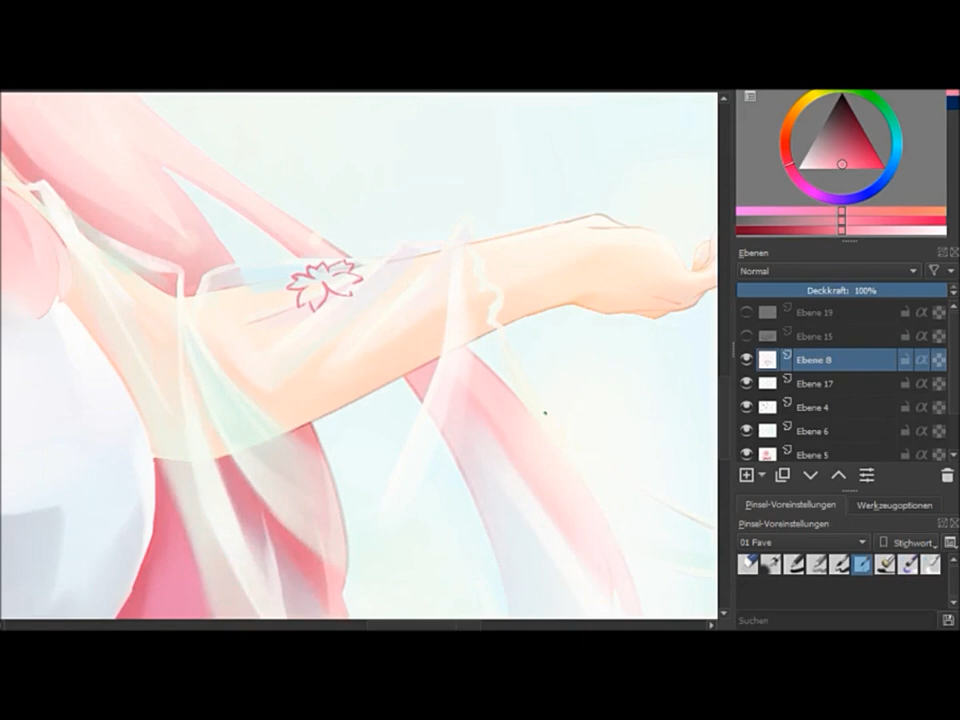 Ebenen
Normal
Deckkraft: 100%
Ebene 19
Ebene 15
Ebene 8
Ebene 17
Ebene 4
Ebene 6
Ebene 5
Pinsel-Voreinstellungen
Werkzeugoptionen
Pinsel-Voreinstellungen
01 Fave
Stichwort
Suchen